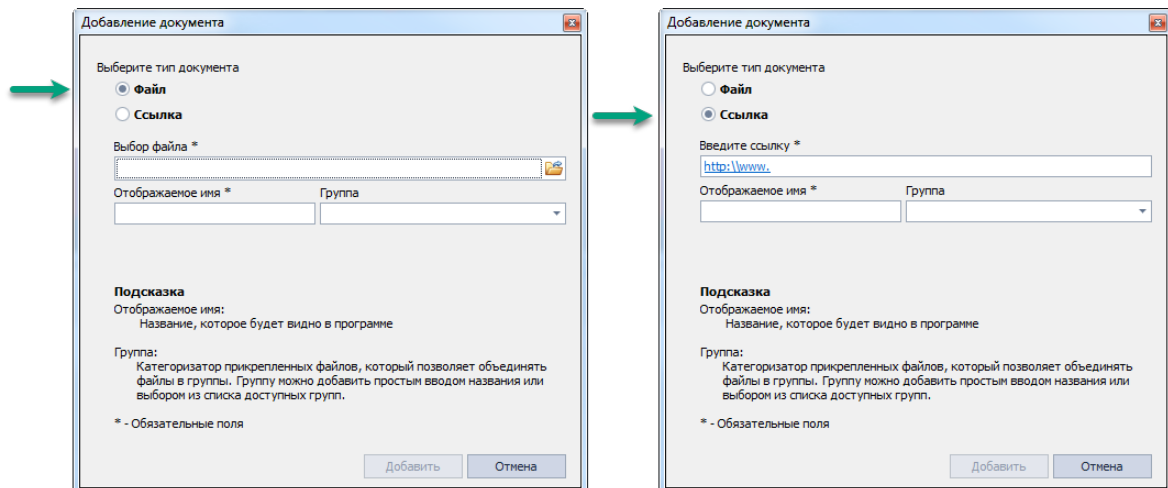 Добавление документа
Выберите тип документа
Файл
Ссылка
Выбор файла *
Отображаемое имя * Группа
Подсказка
Отображаемое имя:
Название, которое будет видно в программе
Группа:
Категоризатор прикрепленных файлов, который позволяет объединять
файлы в группы. Группу можно добавить простым вводом названия или
выбором из списка доступных групп.
* - Обязательные поля
Добавить Отмена
Добавление документа
Выберите тип документа
Файл
Ссылка
Введите ссылку *
http:\\www.
Отображаемое имя * Группа
Подсказка
Отображаемое имя:
Название, которое будет видно в программе
Группа:
Категоризатор прикрепленных файлов, который позволяет объединять
файлы в группы. Группу можно добавить простым вводом названия или
выбором из списка доступных групп.
* - Обязательные поля
Добавить Отмена